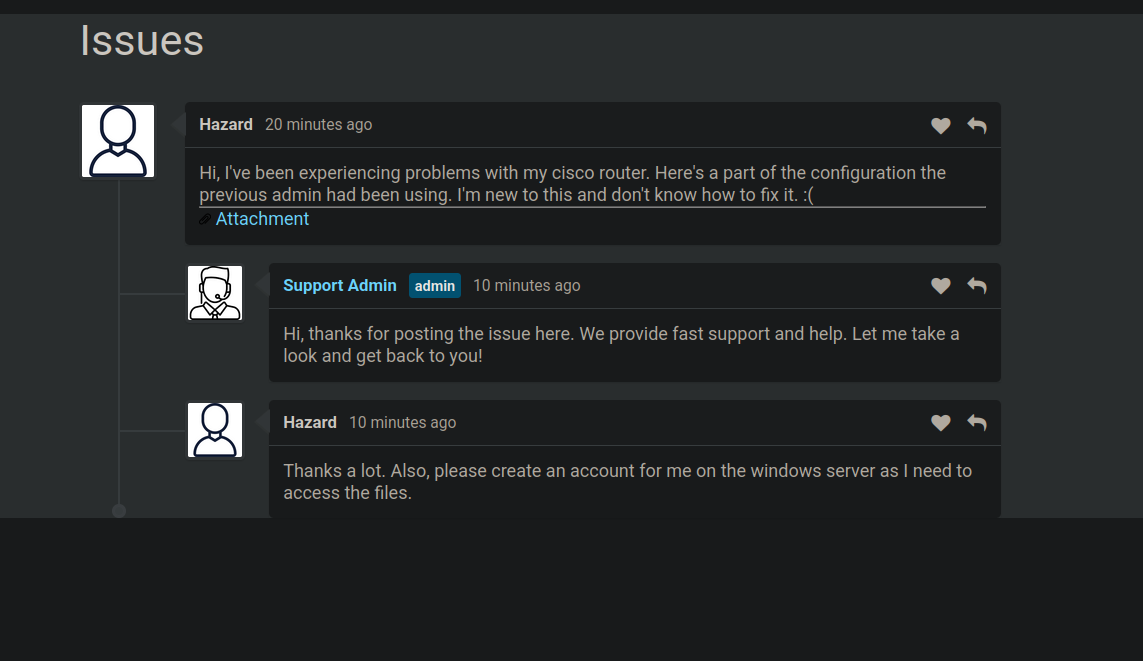 Issues
Hazard 20 minutes ago
Hi, I've been experiencing problems with my cisco router. Here's a part of the configuration the
previous admin had been using. I'm new to this and don't know how to fix it. :(
Attachment
Support Admin admin 10 minutes ago
Hi, thanks for posting the issue here. We provide fast support and help. Let me take a
look and get back to you!
Hazard 10 minutes ago
Thanks a lot. Also, please create an account for me on the windows server as I need to
access the files.